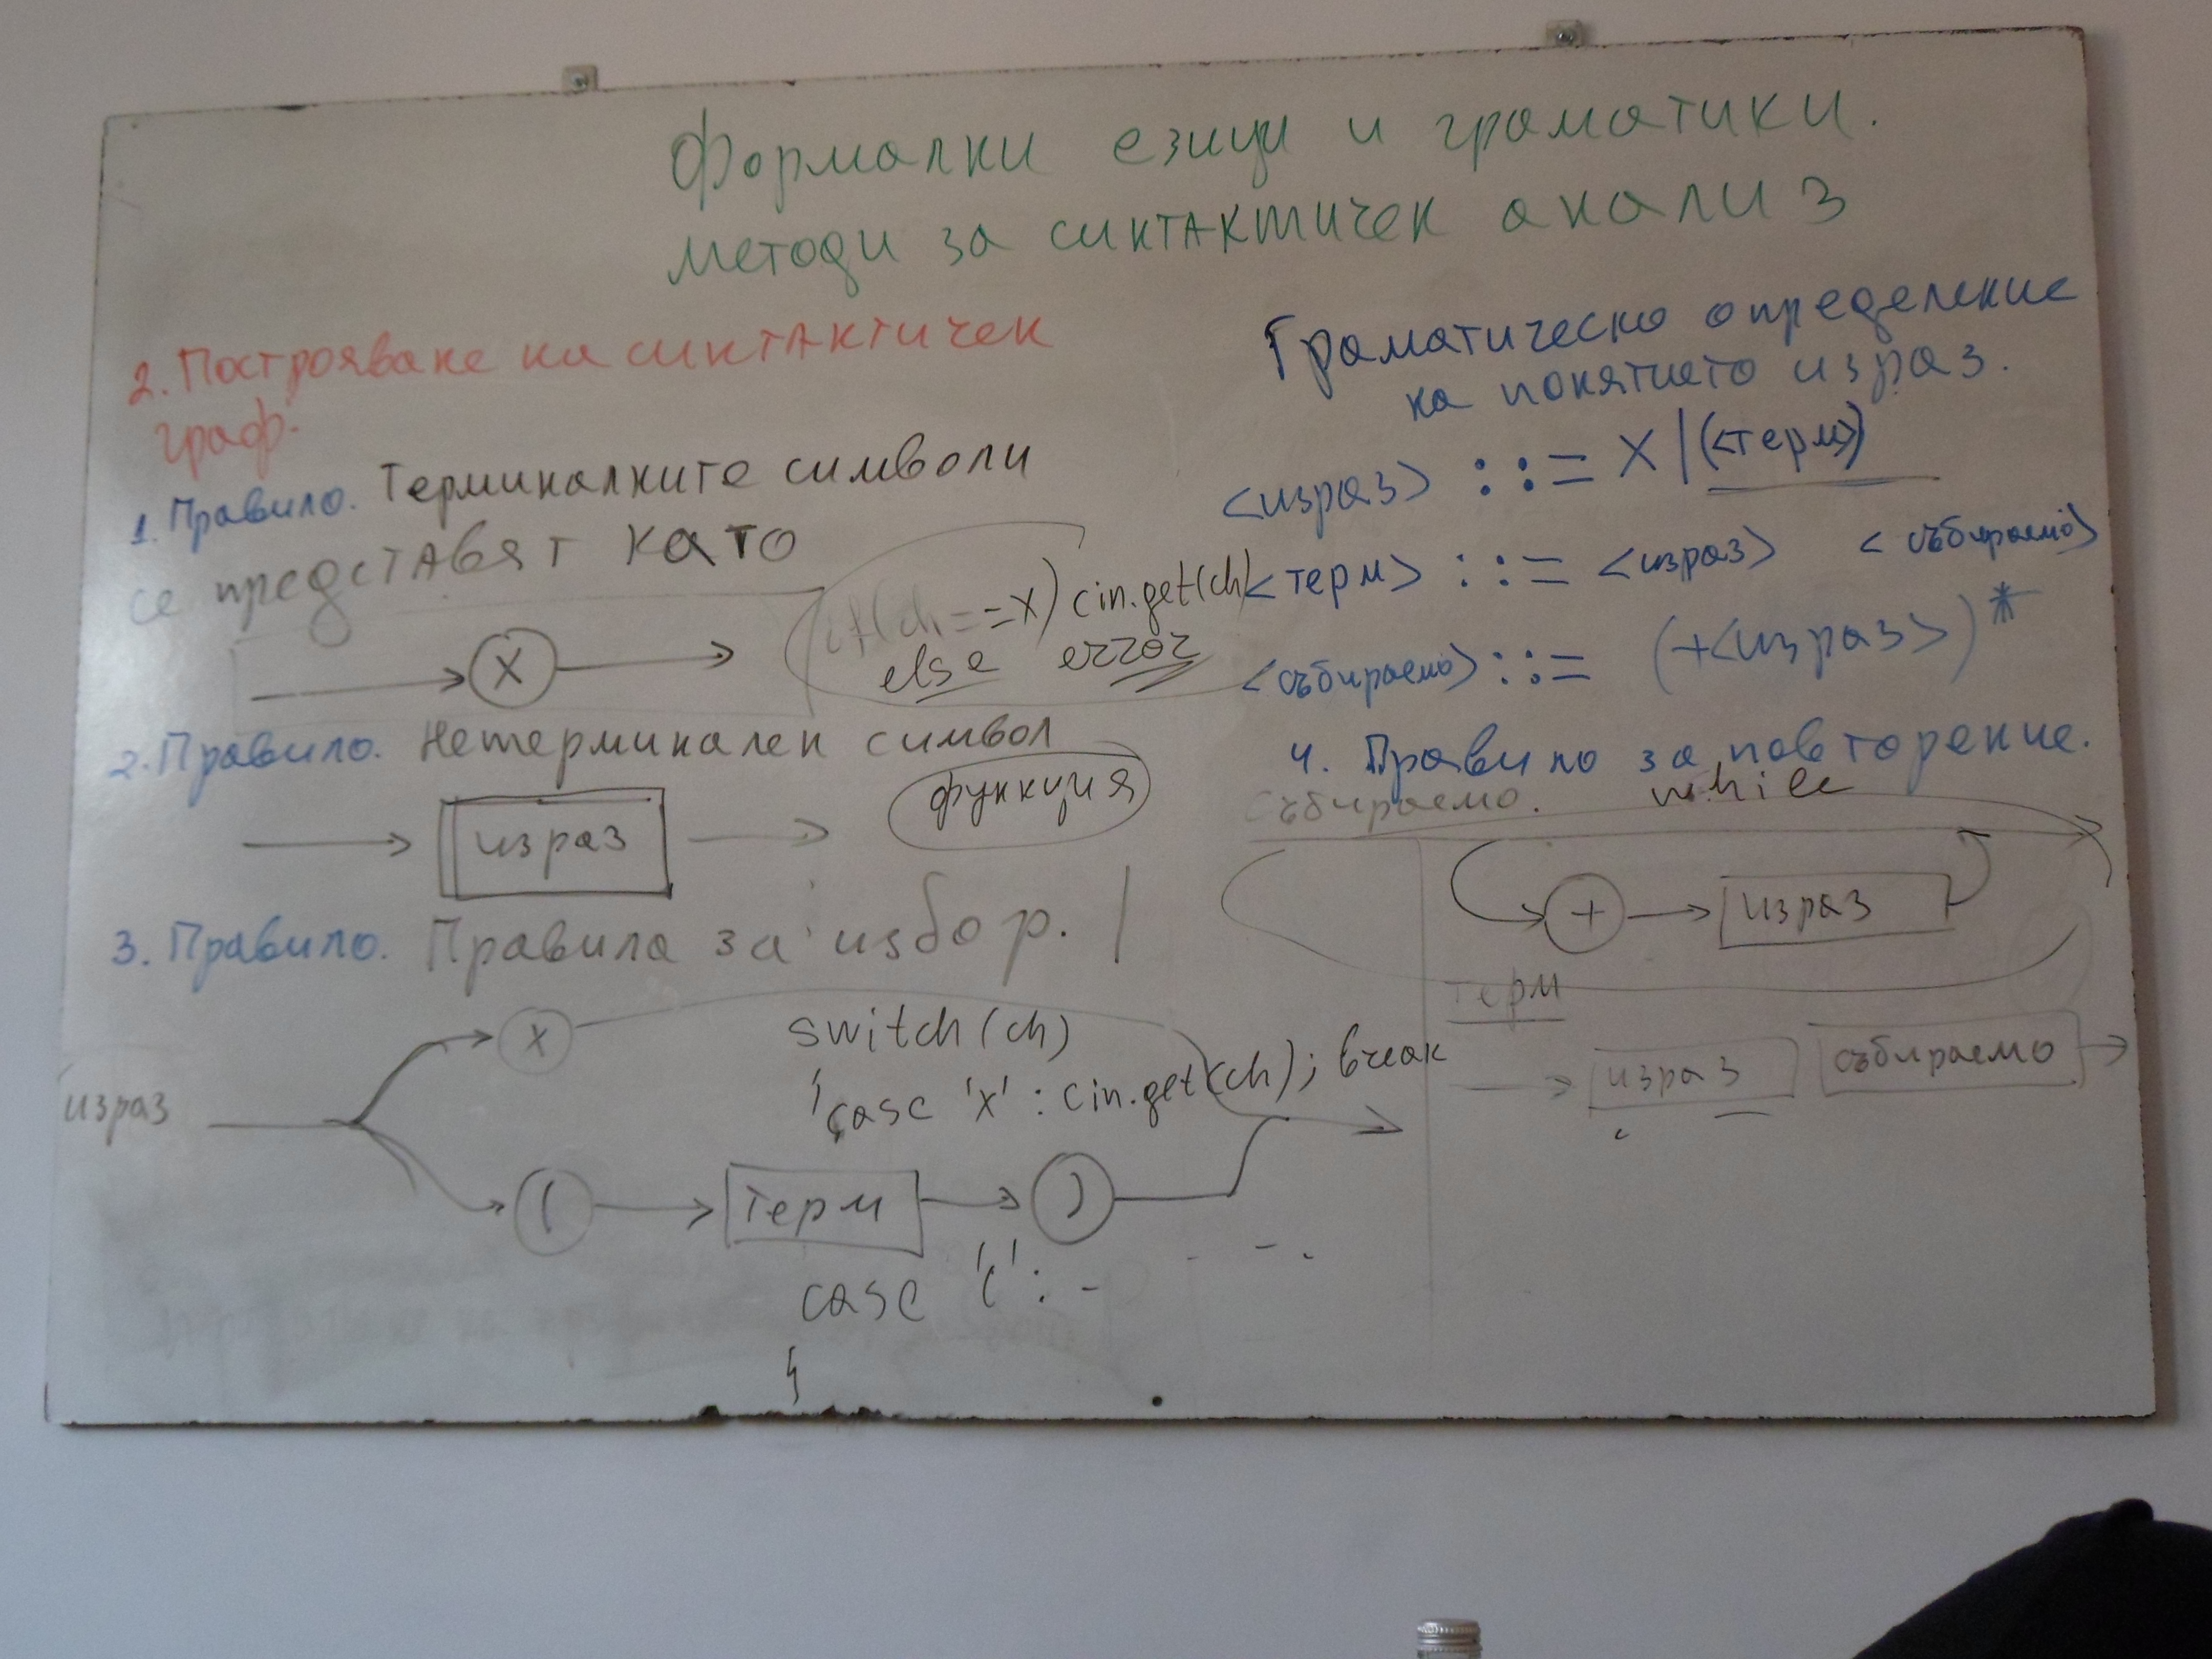 Формалки езици и граматики.
методи за синтактичен анализ
2. Построяване на синтактичен
граф.
1. Правило. Терминалните символи
се представят като
X
if(ch==X) cin.get(ch)
else error
2. Правило. Нетерминален символ
израз
функция
3. Правило. Правила за избор. |
израз
x
switch(ch)
{ case 'x': cin.get(ch); break
(
терм
)
case '(': - - - .
}
Граматическо определение
на понятието израз.
<израз> ::= X | (<терм>)
<терм> ::= <израз> <събираемо>
<събираемо> ::= (+<израз>)*
4. Правило за повторение.
Събираемо. while
+
израз
терм
израз
събираемо